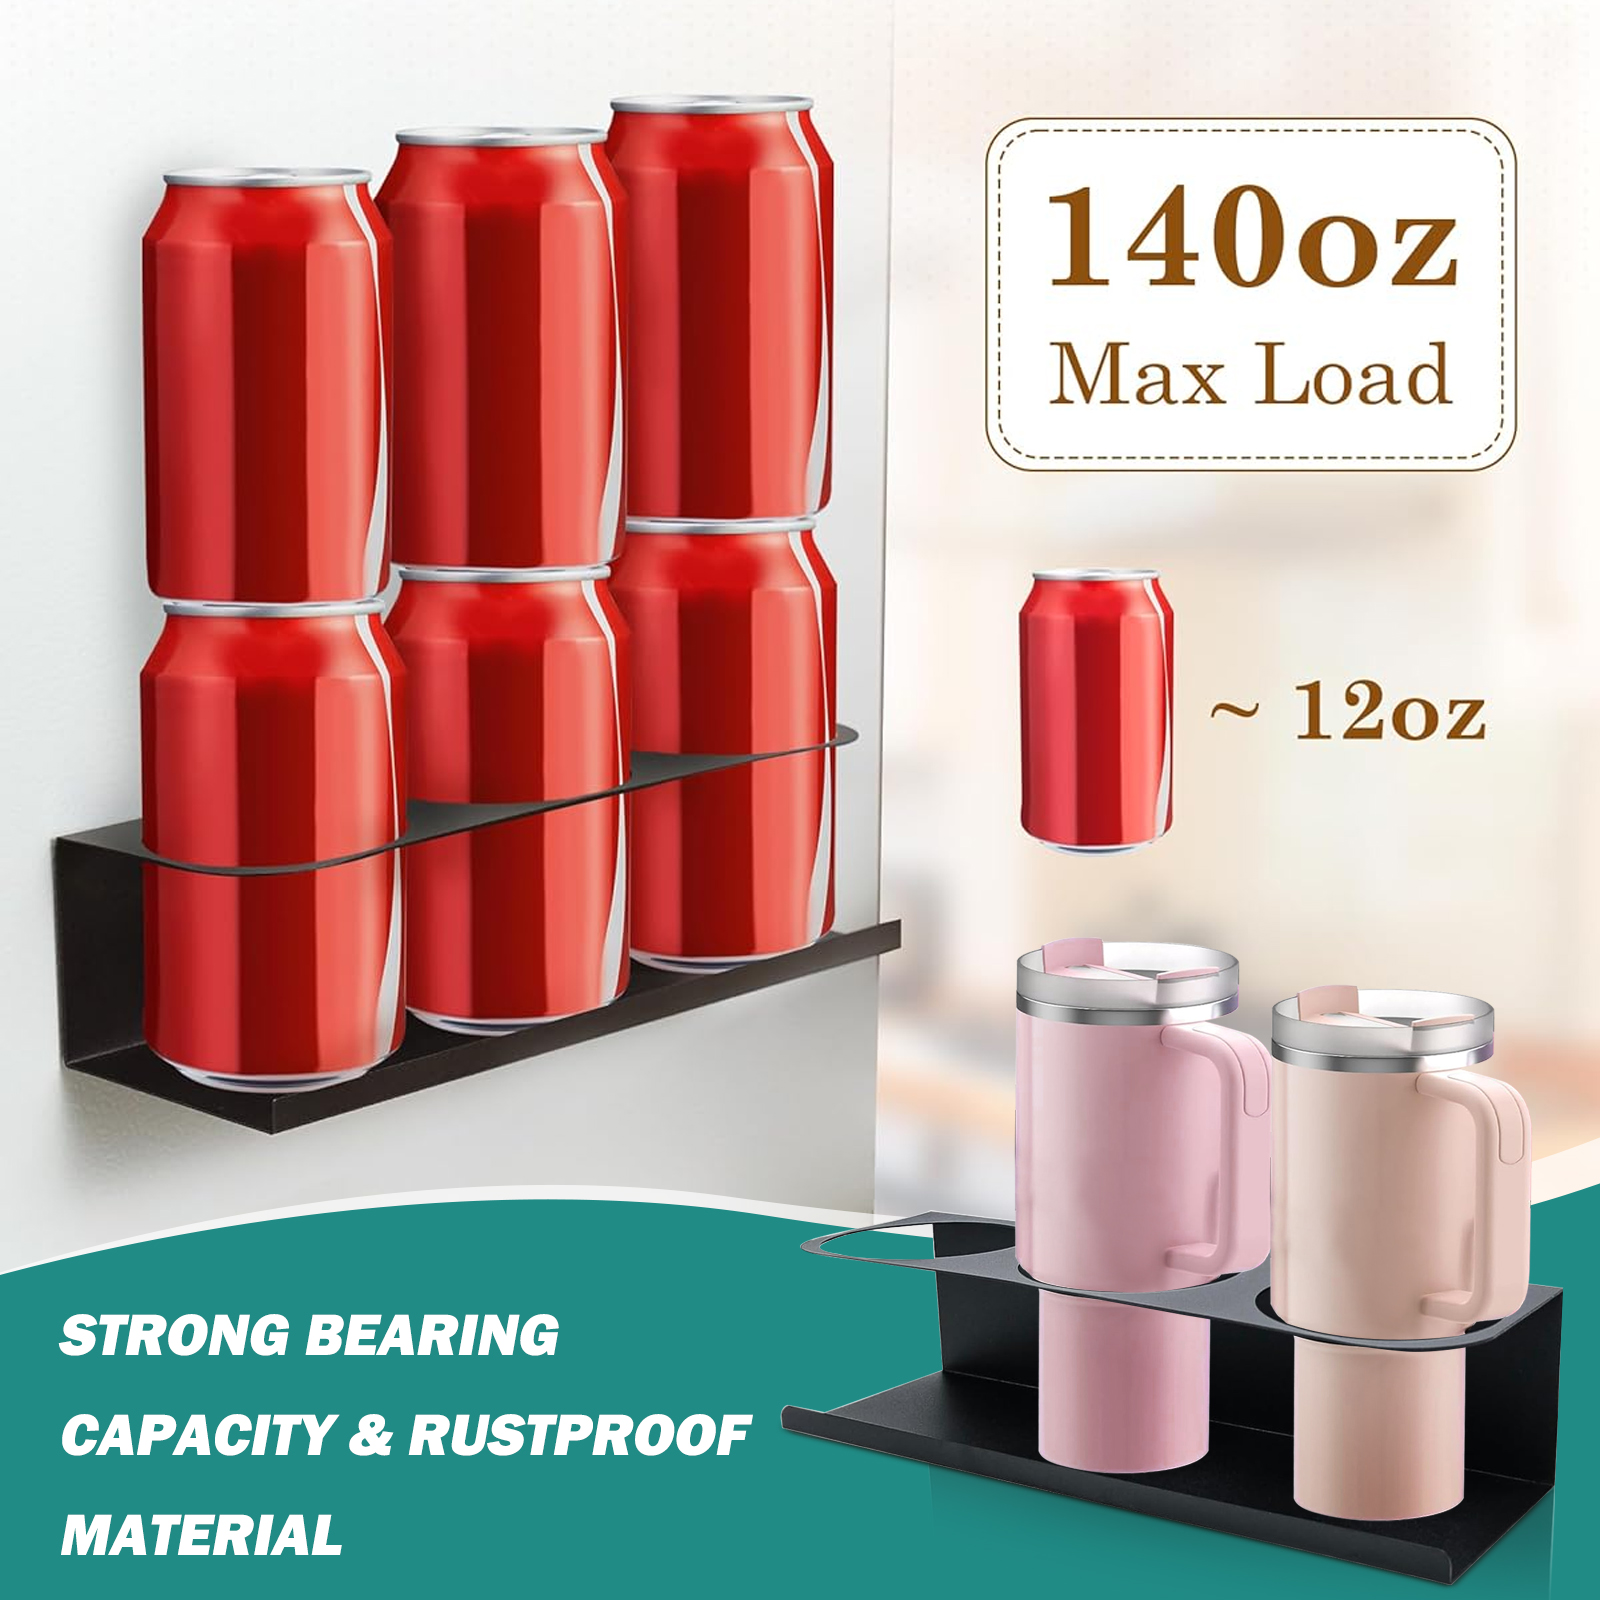 140oz
Max Load
~ 12oz
STRONG BEARING
CAPACITY & RUSTPROOF
MATERIAL